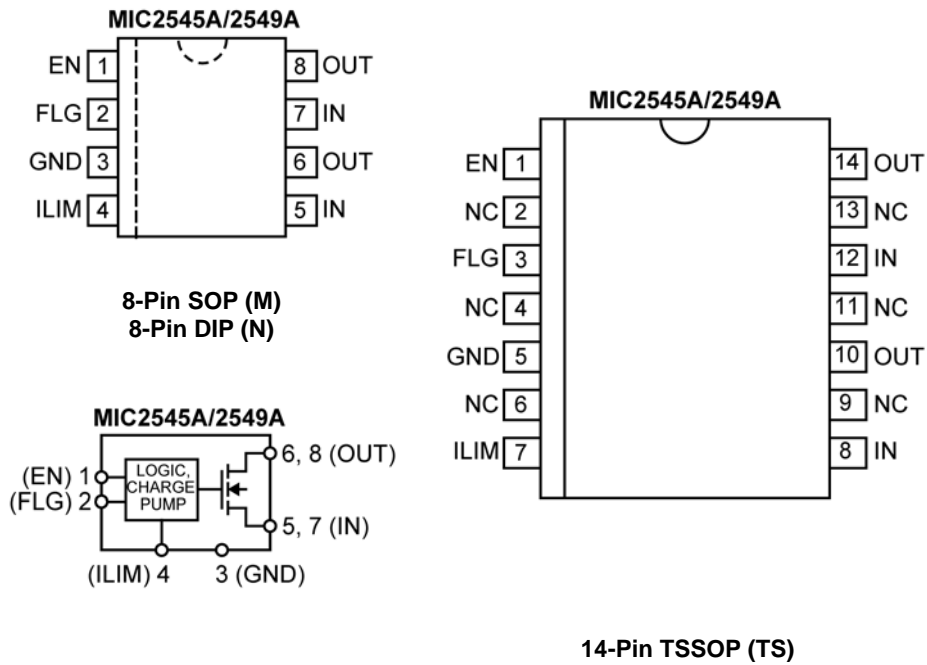 MIC2545A/2549A
EN 1
8 OUT
FLG 2
7 IN
GND 3
6 OUT
ILIM 4
5 IN
8-Pin SOP (M)
8-Pin DIP (N)
MIC2545A/2549A
(EN) 1
(FLG) 2
LOGIC,
CHARGE
PUMP
6, 8 (OUT)
5, 7 (IN)
(ILIM) 4
3 (GND)
MIC2545A/2549A
EN 1
14 OUT
NC 2
13 NC
FLG 3
12 IN
NC 4
11 NC
GND 5
10 OUT
NC 6
9 NC
ILIM 7
8 IN
14-Pin TSSOP (TS)